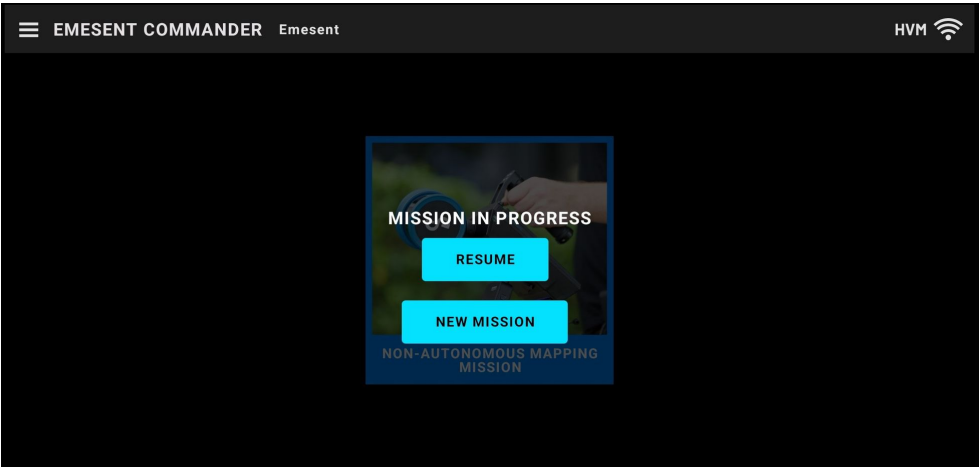 EMESENT COMMANDER Emesent HVM
MISSION IN PROGRESS
RESUME
NEW MISSION
NON-AUTONOMOUS MAPPING
MISSION